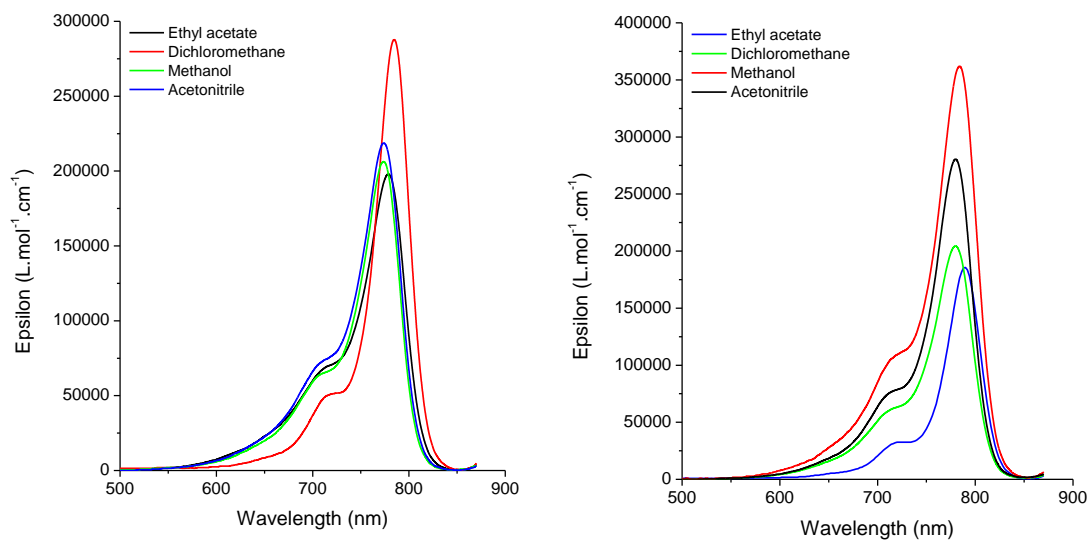 300000
250000
200000
150000
100000
50000
0
Epsilon (L.mol⁻¹.cm⁻¹)
Ethyl acetate
Dichloromethane
Methanol
Acetonitrile
500 600 700 800 900
Wavelength (nm)
400000
350000
300000
250000
200000
150000
100000
50000
0
Epsilon (L.mol⁻¹.cm⁻¹)
Ethyl acetate
Dichloromethane
Methanol
Acetonitrile
500 600 700 800 900
Wavelength (nm)